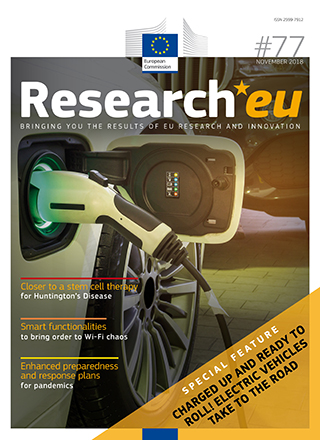 ISSN 2599-7912
European
Commission
#77
NOVEMBER 2018
Research*eu
BRINGING YOU THE RESULTS OF EU RESEARCH AND INNOVATION
Closer to a stem cell therapy
for Huntington's Disease
Smart functionalities
to bring order to Wi-Fi chaos
Enhanced preparedness
and response plans
for pandemics
SPECIAL FEATURE
CHARGED UP AND READY TO
ROLL! ELECTRIC VEHICLES
TAKE TO THE ROAD